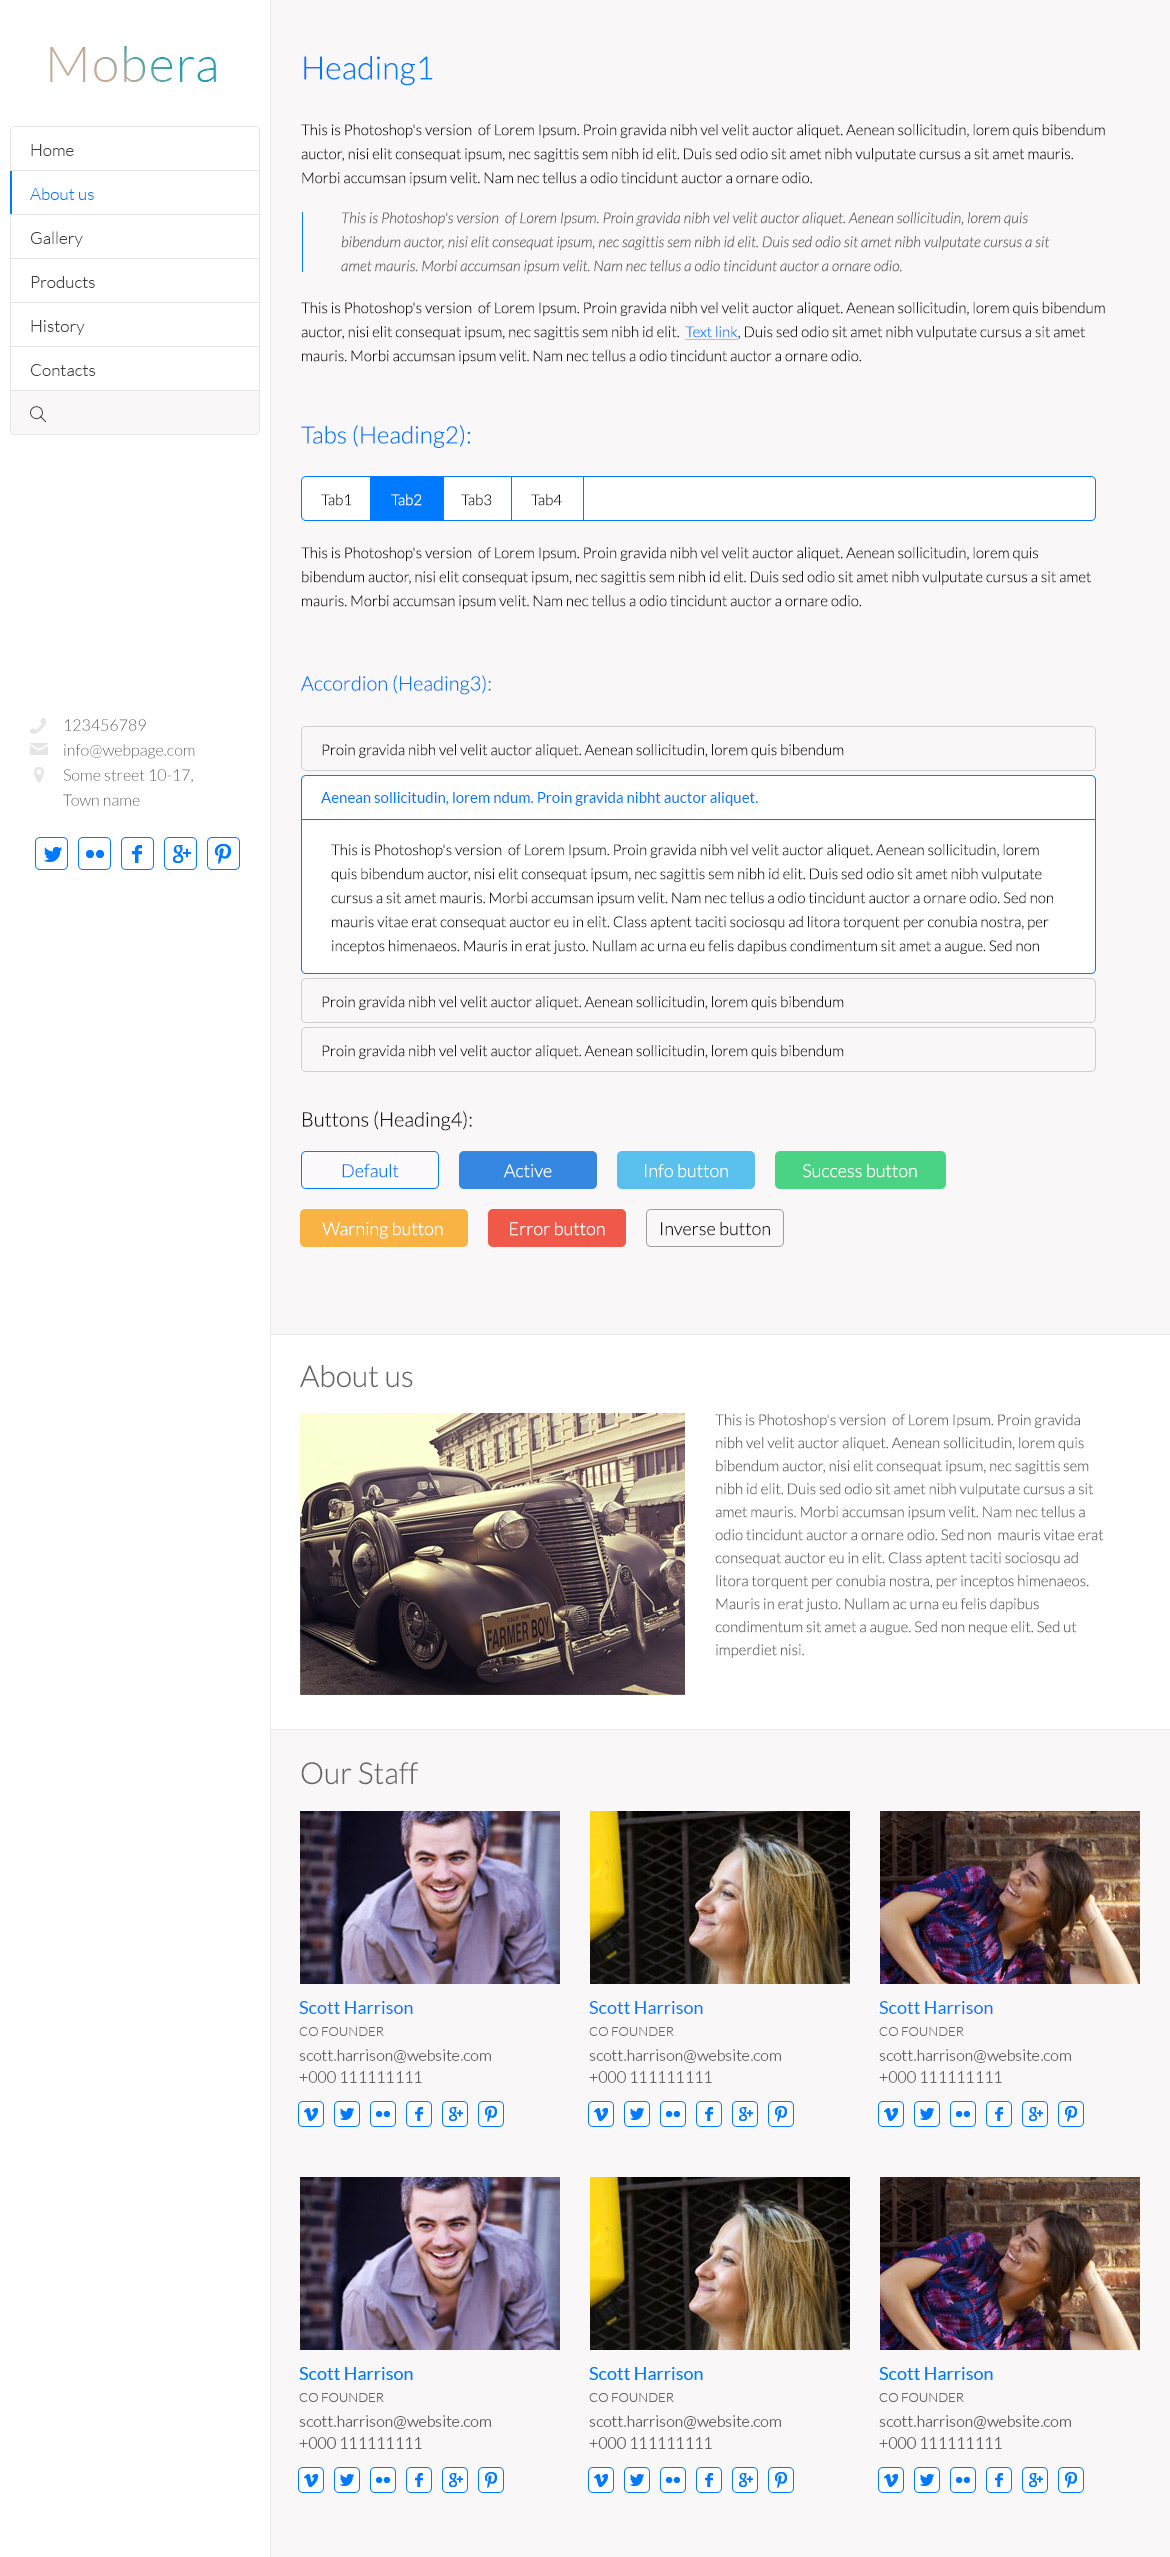 Mobera
Home
About us
Gallery
Products
History
Contacts
123456789
info@webpage.com
Some street 10-17,
Town name
Heading1
This is Photoshop's version of Lorem Ipsum. Proin gravida nibh vel velit auctor aliquet. Aenean sollicitudin, lorem quis bibendum
auctor, nisi elit consequat ipsum, nec sagittis sem nibh id elit. Duis sed odio sit amet nibh vulputate cursus a sit amet mauris.
Morbi accumsan ipsum velit. Nam nec tellus a odio tincidunt auctor a ornare odio.
This is Photoshop's version of Lorem Ipsum. Proin gravida nibh vel velit auctor aliquet. Aenean sollicitudin, lorem quis
bibendum auctor, nisi elit consequat ipsum, nec sagittis sem nibh id elit. Duis sed odio sit amet nibh vulputate cursus a sit
amet mauris. Morbi accumsan ipsum velit. Nam nec tellus a odio tincidunt auctor a ornare odio.
This is Photoshop's version of Lorem Ipsum. Proin gravida nibh vel velit auctor aliquet. Aenean sollicitudin, lorem quis bibendum
auctor, nisi elit consequat ipsum, nec sagittis sem nibh id elit. Text link, Duis sed odio sit amet nibh vulputate cursus a sit amet
mauris. Morbi accumsan ipsum velit. Nam nec tellus a odio tincidunt auctor a ornare odio.
Tabs (Heading2):
Tab1 Tab2 Tab3 Tab4
This is Photoshop's version of Lorem Ipsum. Proin gravida nibh vel velit auctor aliquet. Aenean sollicitudin, lorem quis
bibendum auctor, nisi elit consequat ipsum, nec sagittis sem nibh id elit. Duis sed odio sit amet nibh vulputate cursus a sit amet
mauris. Morbi accumsan ipsum velit. Nam nec tellus a odio tincidunt auctor a ornare odio.
Accordion (Heading3):
Proin gravida nibh vel velit auctor aliquet. Aenean sollicitudin, lorem quis bibendum
Aenean sollicitudin, lorem ndum. Proin gravida nibht auctor aliquet.
This is Photoshop's version of Lorem Ipsum. Proin gravida nibh vel velit auctor aliquet. Aenean sollicitudin, lorem
quis bibendum auctor, nisi elit consequat ipsum, nec sagittis sem nibh id elit. Duis sed odio sit amet nibh vulputate
cursus a sit amet mauris. Morbi accumsan ipsum velit. Nam nec tellus a odio tincidunt auctor a ornare odio. Sed non
mauris vitae erat consequat auctor eu in elit. Class aptent taciti sociosqu ad litora torquent per conubia nostra, per
inceptos himenaeos. Mauris in erat justo. Nullam ac urna eu felis dapibus condimentum sit amet a augue. Sed non
Proin gravida nibh vel velit auctor aliquet. Aenean sollicitudin, lorem quis bibendum
Proin gravida nibh vel velit auctor aliquet. Aenean sollicitudin, lorem quis bibendum
Buttons (Heading4):
Default Active Info button Success button
Warning button Error button Inverse button
About us
FARMER BOY
This is Photoshop's version of Lorem Ipsum. Proin gravida
nibh vel velit auctor aliquet. Aenean sollicitudin, lorem quis
bibendum auctor, nisi elit consequat ipsum, nec sagittis sem
nibh id elit. Duis sed odio sit amet nibh vulputate cursus a sit
amet mauris. Morbi accumsan ipsum velit. Nam nec tellus a
odio tincidunt auctor a ornare odio. Sed non mauris vitae erat
consequat auctor eu in elit. Class aptent taciti sociosqu ad
litora torquent per conubia nostra, per inceptos himenaeos.
Mauris in erat justo. Nullam ac urna eu felis dapibus
condimentum sit amet a augue. Sed non neque elit. Sed ut
imperdiet nisi.
Our Staff
Scott Harrison Scott Harrison Scott Harrison
CO FOUNDER CO FOUNDER CO FOUNDER
scott.harrison@website.com scott.harrison@website.com scott.harrison@website.com
+000 111111111 +000 111111111 +000 111111111
Scott Harrison Scott Harrison Scott Harrison
CO FOUNDER CO FOUNDER CO FOUNDER
scott.harrison@website.com scott.harrison@website.com scott.harrison@website.com
+000 111111111 +000 111111111 +000 111111111